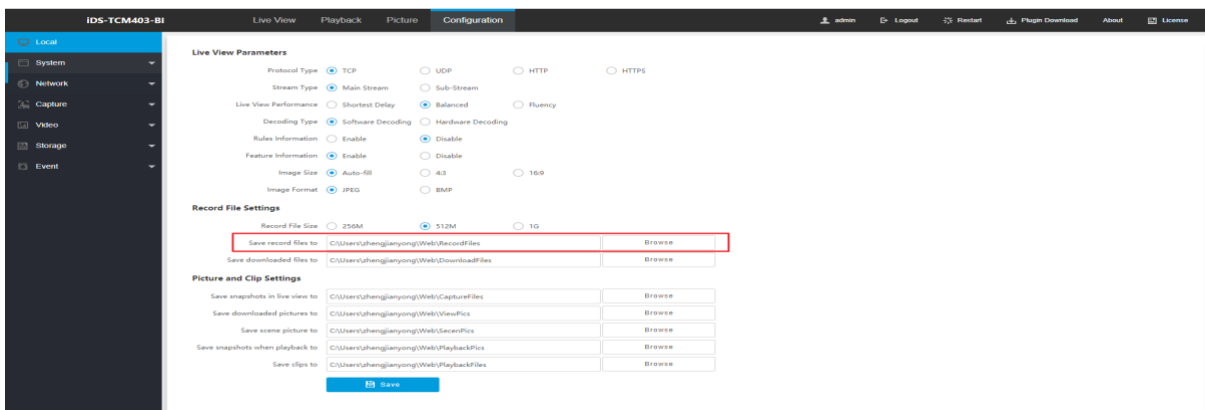 iDS-TCM403-BI Live View Playback Picture Configuration admin Logout Restart Plugin Download About License
Local
System
Network
Capture
Video
Storage
Event
Live View Parameters
Protocol Type TCP UDP HTTP HTTPS
Stream Type Main Stream Sub-Stream
Live View Performance Shortest Delay Balanced Fluency
Decoding Type Software Decoding Hardware Decoding
Rules Information Enable Disable
Feature Information Enable Disable
Image Size Auto-fill 4:3 16:9
Image Format JPEG BMP
Record File Settings
Record File Size 256M 512M 1G
Save record files to C:\Users\zhengjianyong\Web\RecordFiles Browse
Save downloaded files to C:\Users\zhengjianyong\Web\DownloadFiles Browse
Picture and Clip Settings
Save snapshots in live view to C:\Users\zhengjianyong\Web\CaptureFiles Browse
Save downloaded pictures to C:\Users\zhengjianyong\Web\ViewPics Browse
Save scene picture to C:\Users\zhengjianyong\Web\SecenPics Browse
Save snapshots when playback to C:\Users\zhengjianyong\Web\PlaybackPics Browse
Save clips to C:\Users\zhengjianyong\Web\PlaybackFiles Browse
Save